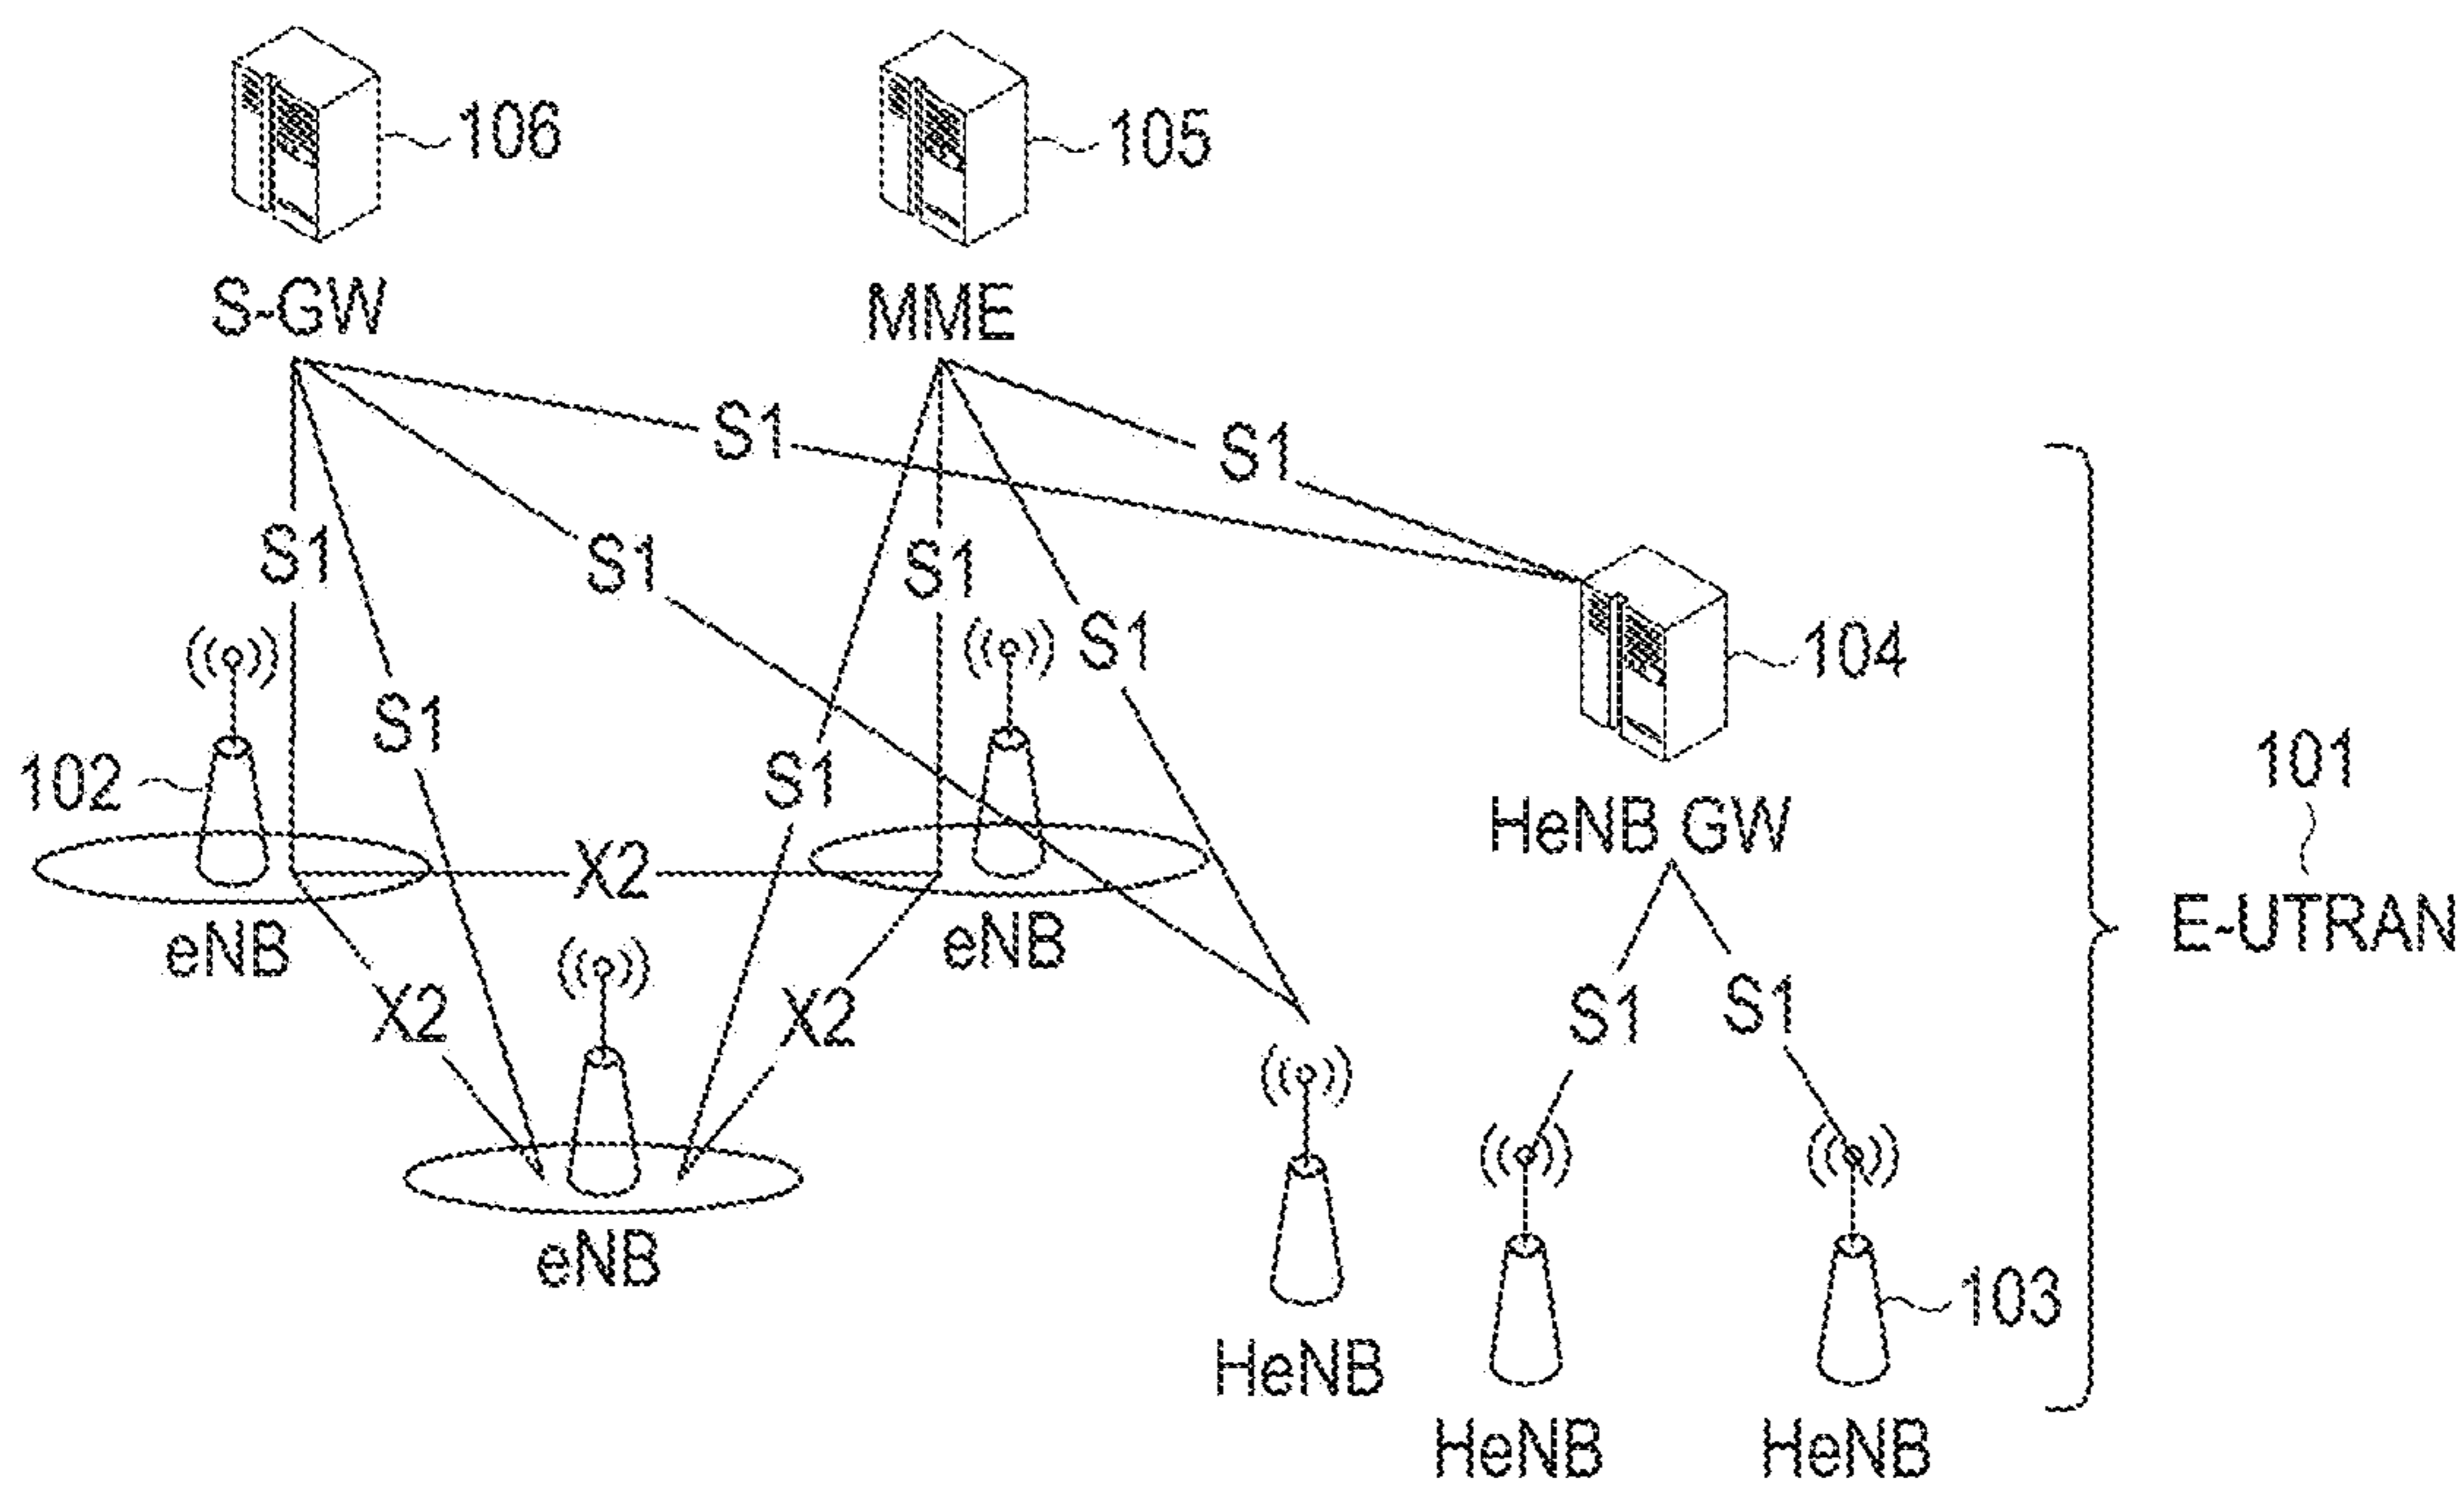 106
105
S-GW
MME
S1
S1
S1
S1
S1
S1
104
S1
S1
102
101
HeNB GW
X2
E-UTRAN
eNB
eNB
X2
X2
S1
S1
eNB
103
HeNB
HeNB
HeNB